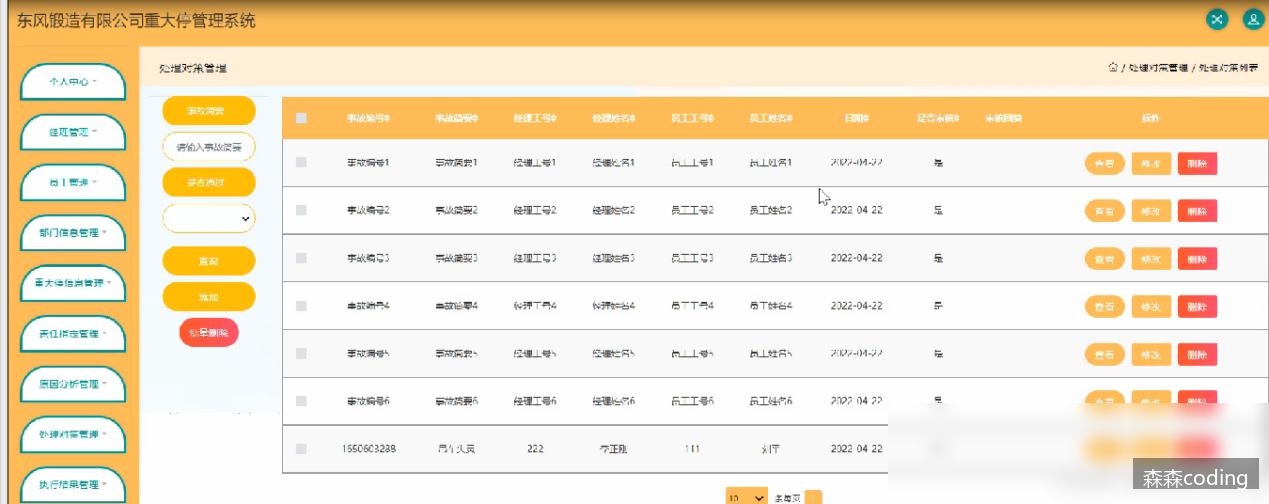 东风锻造有限公司重大停管理系统
处理对策管理
/ 处理对策管理 / 处理对策列表
个人中心
经理管理
员工管理
部门信息管理
重大停信息管理
责任指定管理
原因分析管理
处理对策管理
执行结果管理
事故简要
请输入事故简要
是否通过
查询
添加
批量删除
事故编号 事故简要 经理工号 经理姓名 员工工号 员工姓名 日期 是否审核 审核回复 操作
事故编号1 事故简要1 经理工号1 经理姓名1 员工工号1 员工姓名1 2022-04-22 是 查看 修改 删除
事故编号2 事故简要2 经理工号2 经理姓名2 员工工号2 员工姓名2 2022-04-22 是 查看 修改 删除
事故编号3 事故简要3 经理工号3 经理姓名3 员工工号3 员工姓名3 2022-04-22 是 查看 修改 删除
事故编号4 事故简要4 经理工号4 经理姓名4 员工工号4 员工姓名4 2022-04-22 是 查看 修改 删除
事故编号5 事故简要5 经理工号5 经理姓名5 员工工号5 员工姓名5 2022-04-22 是 查看 修改 删除
事故编号6 事故简要6 经理工号6 经理姓名6 员工工号6 员工姓名6 2022-04-22 是
1650603288 222 李正刚 111 刘平 2022-04-22
10 条每页 1
森森coding